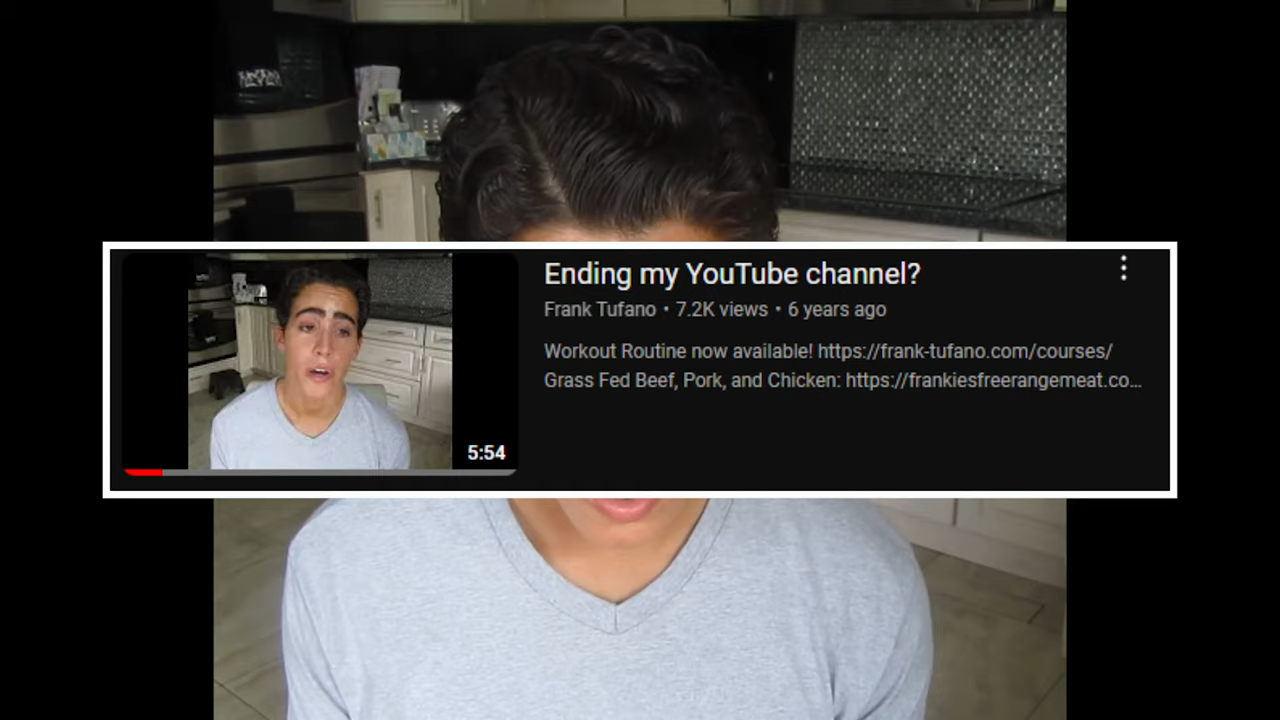 Ending my YouTube channel?
Frank Tufano • 7.2K views • 6 years ago
Workout Routine now available! https://frank-tufano.com/courses/
Grass Fed Beef, Pork, and Chicken: https://frankiesfreerangemeat.co...
5:54